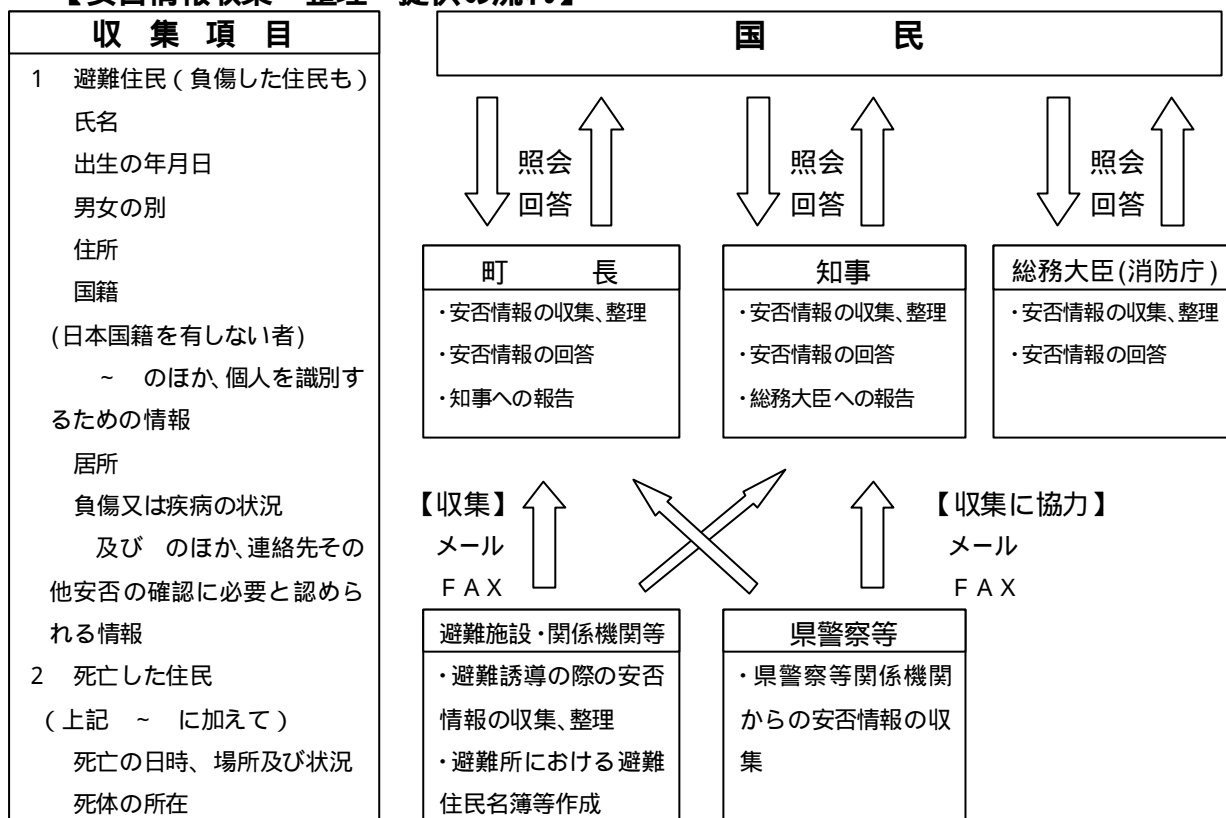 【安否情報収集・整理・提供の流れ】
収集項目
1 避難住民(負傷した住民も)
氏名
出生の年月日
男女の別
住所
国籍
(日本国籍を有しない者)
~ のほか、個人を識別す
るための情報
居所
負傷又は疾病の状況
及び のほか、連絡先その
他安否の確認に必要と認めら
れる情報
2 死亡した住民
(上記 ~ に加えて)
死亡の日時、場所及び状況
死体の所在
国民
照会
回答
照会
回答
照会
回答
町長
・安否情報の収集、整理
・安否情報の回答
・知事への報告
知事
・安否情報の収集、整理
・安否情報の回答
・総務大臣への報告
総務大臣(消防庁)
・安否情報の収集、整理
・安否情報の回答
【収集】
メール
FAX
【収集に協力】
メール
FAX
避難施設・関係機関等
・避難誘導の際の安否
情報の収集、整理
・避難所における避難
住民名簿等作成
県警察等
・県警察等関係機関
からの安否情報の収
集